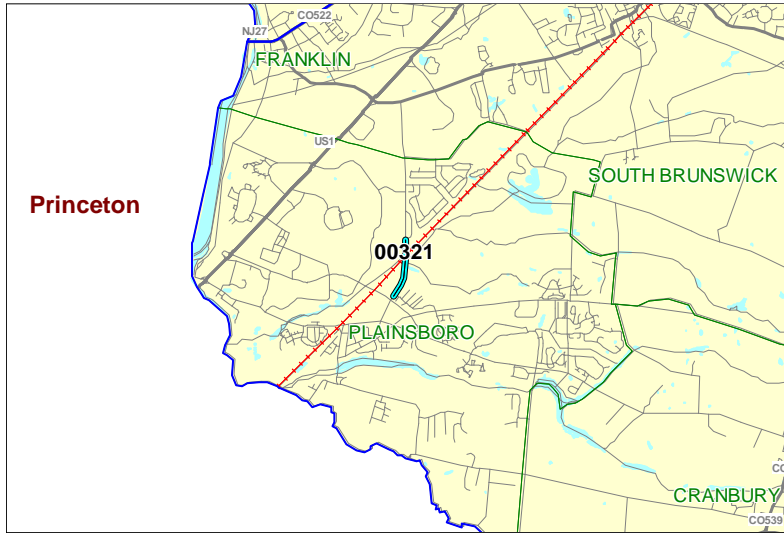 CO522
NJ27
FRANKLIN
US1
SOUTH BRUNSWICK
Princeton
00321
PLAINSBORO
CRANBURY
CO539